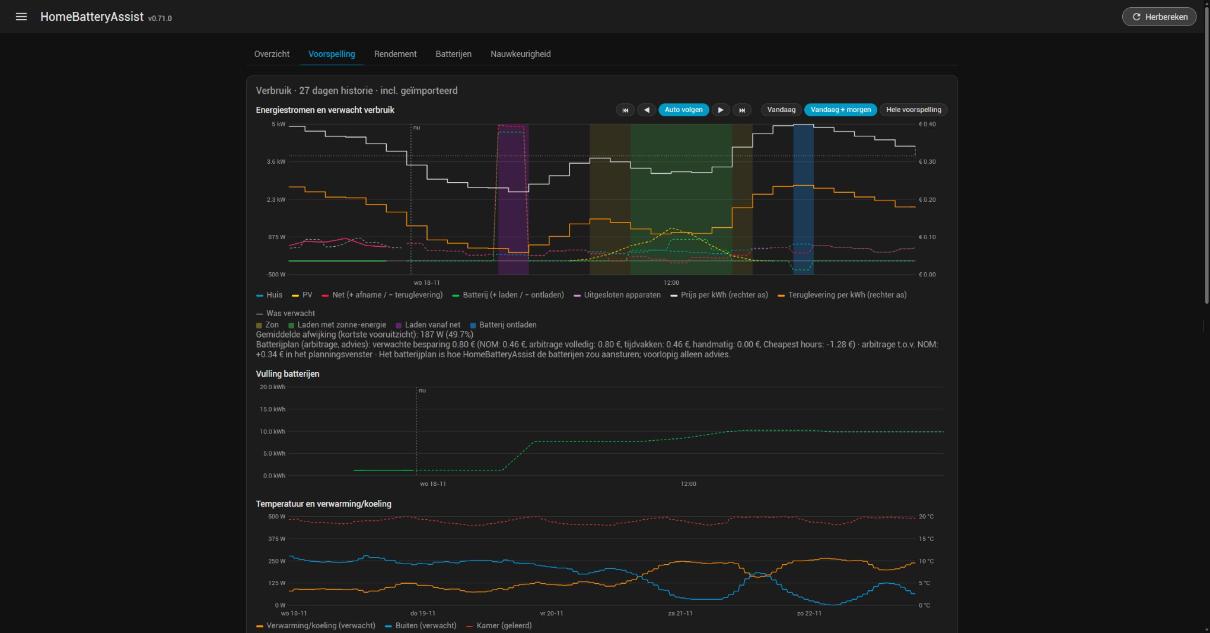 HomeBatteryAssist v0.71.0
Herbereken
Overzicht Voorspelling Rendement Batterijen Nauwkeurigheid
Verbruik · 27 dagen historie · incl. geïmporteerd
Energiestromen en verwacht verbruik
Auto volgen Vandaag Vandaag + morgen Hele voorspelling
5 kW nu € 0.40
3.6 kW € 0.30
2.3 kW € 0.20
875 W € 0.10
-500 W € 0.00
wo 18-11 12:00
Huis PV Net (+ afname / − teruglevering) Batterij (+ laden / − ontladen) Uitgesloten apparaten Prijs per kWh (rechter as) Teruglevering per kWh (rechter as)
Was verwacht
Zon Laden met zonne-energie Laden vanaf net Batterij ontladen
Gemiddelde afwijking (kortste vooruitzicht): 187 W (49.7%)
Batterijplan (arbitrage, advies): verwachte besparing 0.80 € (NOM: 0.46 €, arbitrage volledig: 0.80 €, tijdvakken: 0.46 €, handmatig: 0.00 €, Cheapest hours: -1.28 €) · arbitrage t.o.v. NOM:
+0.34 € in het planningsvenster · Het batterijplan is hoe HomeBatteryAssist de batterijen zou aansturen; voorlopig alleen advies.
Vulling batterijen
20.0 kWh nu
15.0 kWh
10.0 kWh
5.0 kWh
0.0 kWh
wo 18-11 12:00
Temperatuur en verwarming/koeling
500 W 20 °C
375 W 15 °C
250 W 10 °C
125 W 5 °C
0 W 0 °C
wo 18-11 do 19-11 vr 20-11 za 21-11 zo 22-11
Verwarming/koeling (verwacht) Buiten (verwacht) Kamer (geleerd)